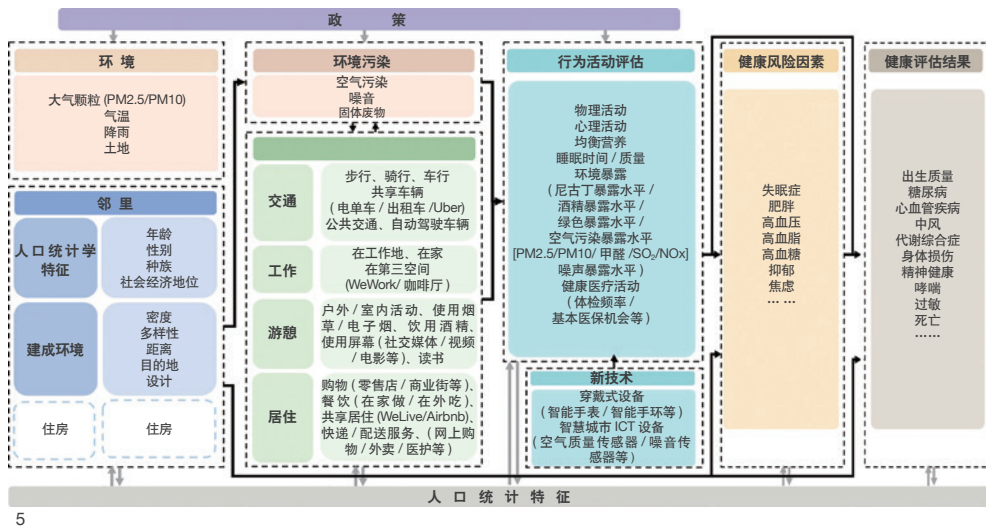 政 策
环 境
大气颗粒 (PM2.5/PM10)
气温
降雨
土地
邻 里
人口统计学
特征
年龄
性别
种族
社会经济地位
建成环境
密度
多样性
距离
目的地
设计
住房
住房
环境污染
空气污染
噪音
固体废物
交通
步行、骑行、车行
共享车辆
( 电单车 / 出租车 /Uber)
公共交通、自动驾驶车辆
工作
在工作地、在家
在第三空间
(WeWork/ 咖啡厅 )
游憩
户外 / 室内活动、使用烟
草 / 电子烟、饮用酒精、
使用屏幕 ( 社交媒体 / 视频
/ 电影等 )、读书
居住
购物 ( 零售店 / 商业街等 )、
餐饮 ( 在家做 / 在外吃 )、
共享居住 (WeLive/Airbnb)、
快递 / 配送服务、( 网上购
物 / 外卖 / 医护等 )
行为活动评估
物理活动
心理活动
均衡营养
睡眠时间 / 质量
环境暴露
( 尼古丁暴露水平 /
酒精暴露水平 /
绿色暴露水平 /
空气污染暴露水平
[PM2.5/PM10/ 甲醛 /SO₂/NOx]
噪声暴露水平 )
健康医疗活动
( 体检频率 /
基本医保机会等 )
新技术
穿戴式设备
( 智能手表 / 智能手环等 )
智慧城市 ICT 设备
( 空气质量传感器 / 噪音传
感器等 )
健康风险因素
失眠症
肥胖
高血压
高血脂
高血糖
抑郁
焦虑
… …
健康评估结果
出生质量
糖尿病
心血管疾病
中风
代谢综合症
身体损伤
精神健康
哮喘
过敏
死亡
……
人 口 统 计 特 征
5